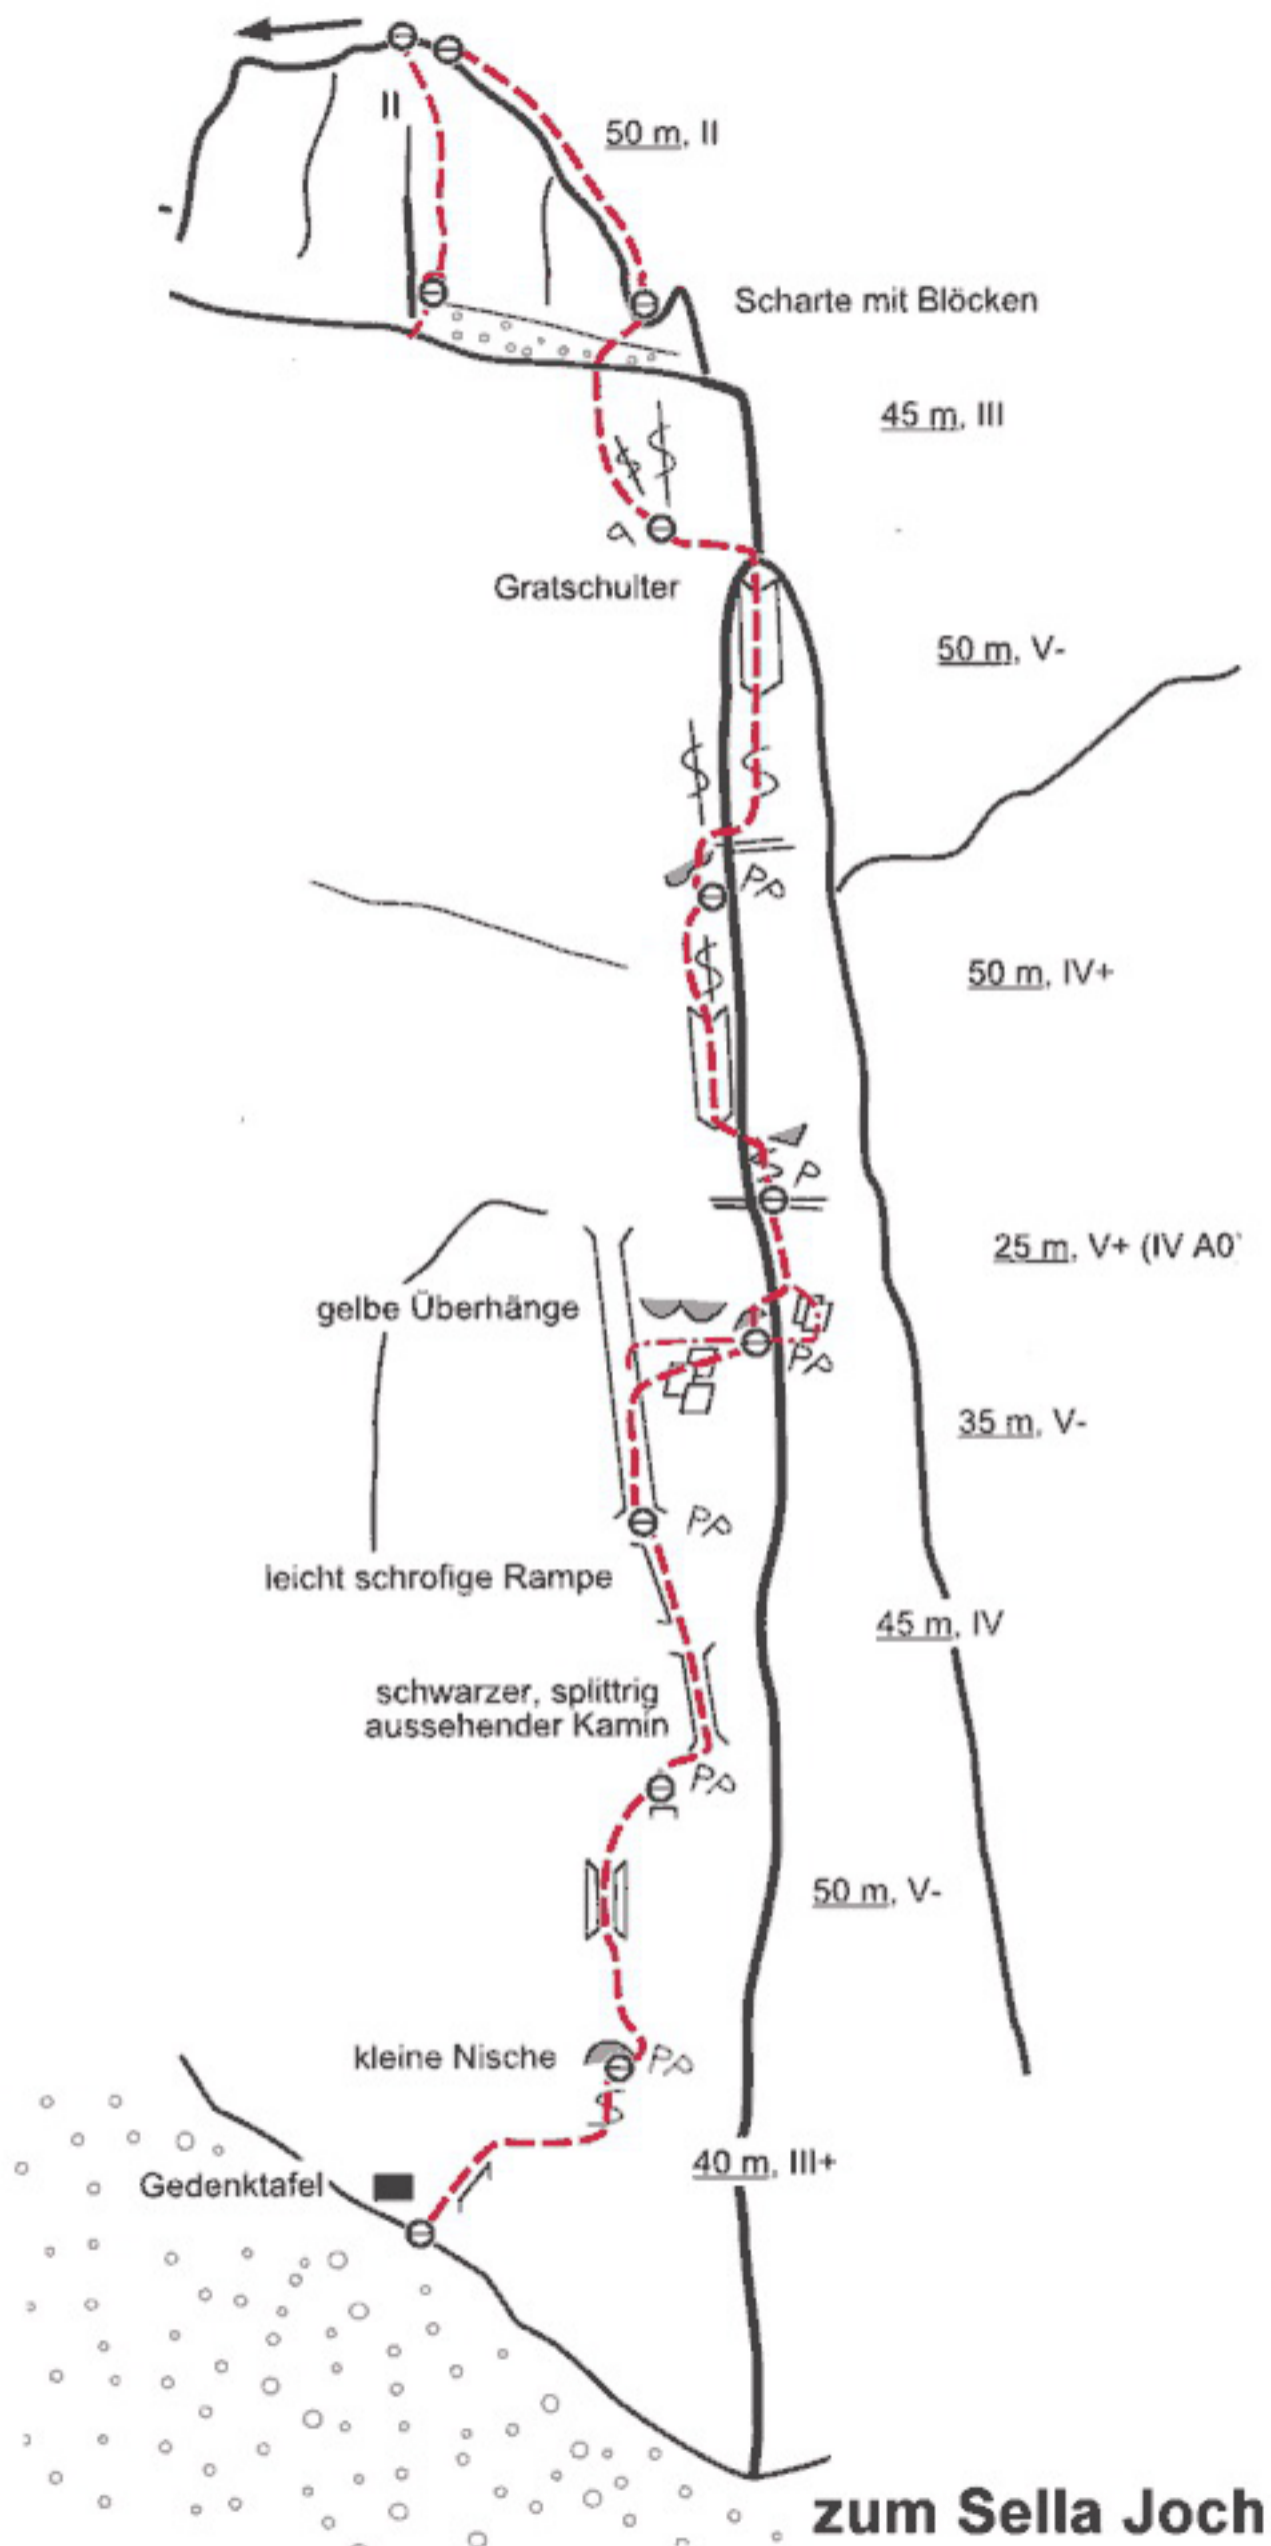 II
50 m, II
Scharte mit Blöcken
45 m, III
Gratschulter
50 m, V-
PP
50 m, IV+
P
25 m, V+ (IV A0)
gelbe Überhänge
PP
35 m, V-
PP
leicht schrofige Rampe
45 m, IV
schwarzer, splittrig
aussehender Kamin
PP
50 m, V-
kleine Nische
PP
40 m, III+
Gedenktafel
zum Sella Joch